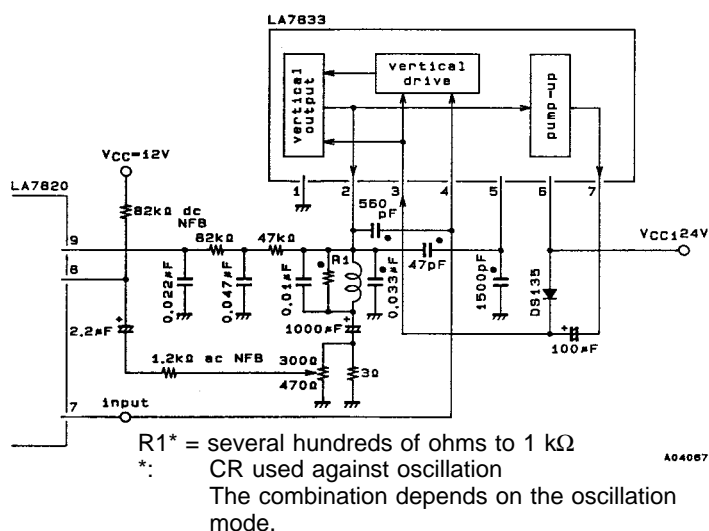 LA7833
vertical output
vertical drive
pump-up
VCC=12V
LA7820
1 2 3 4 5 6 7
82kΩ dc NFB
560 pF
9
82kΩ 47kΩ
R1
47pF
VCC124V
8
0.022µF
0.047µF
0.01µF
0.033µF
1500pF
DS135
2.2µF
1000µF
100µF
1.2kΩ ac NFB
300Ω
470Ω
3Ω
7 input
R1* = several hundreds of ohms to 1 kΩ
A04067
*: CR used against oscillation
The combination depends on the oscillation
mode.